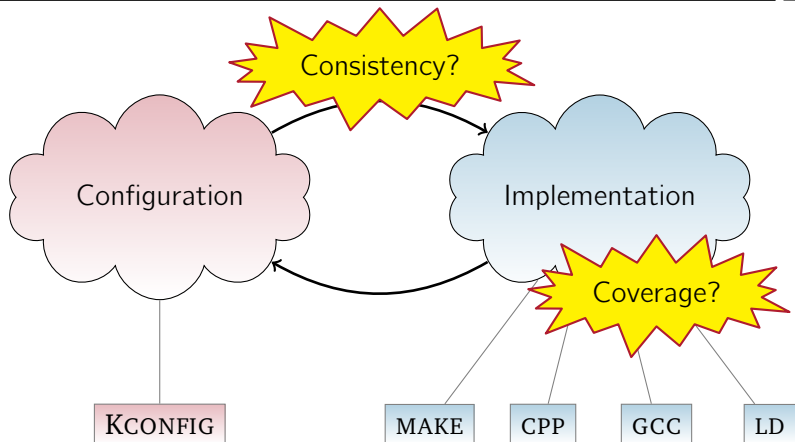 Consistency?
Configuration
Implementation
Coverage?
KCONFIG
MAKE
CPP
GCC
LD